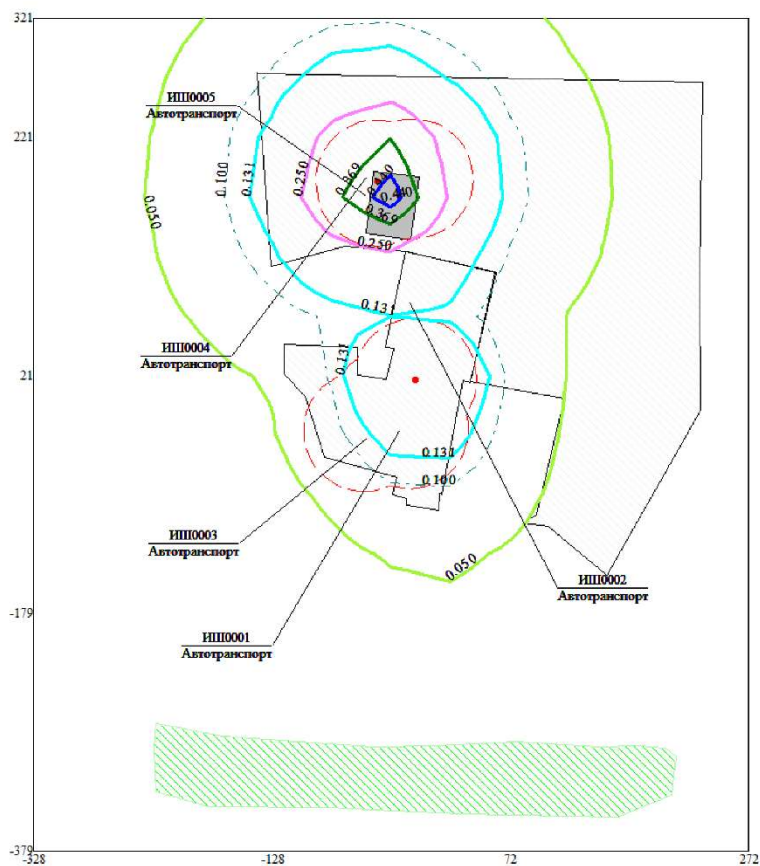 321
ИШ0005
Автотранспорт
221
0.100
0.131
0.250
0.369
0.440
0.440
0.369
0.050
0.250
0.131
0.131
ИШ0004
Автотранспорт
21
0.131
0.100
ИШ0003
Автотранспорт
0.050
ИШ0002
Автотранспорт
-179
ИШ0001
Автотранспорт
-379
-328
-128
72
272